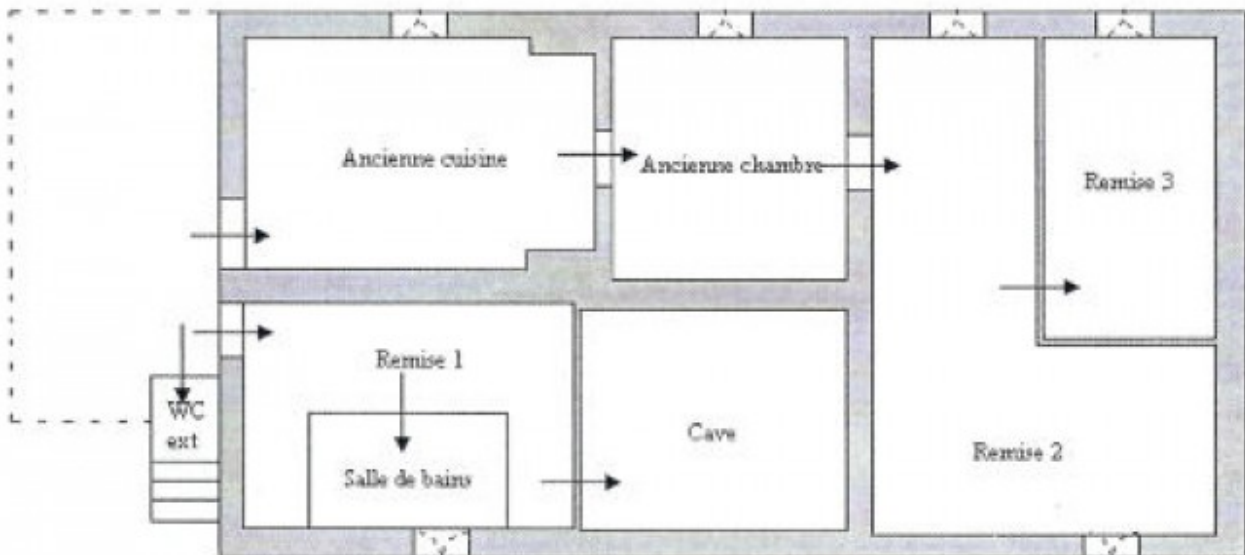 Ancienne cuisine
Ancienne chambre
Remise 3
Remise 1
WC
ext
Salle de bains
Cave
Remise 2